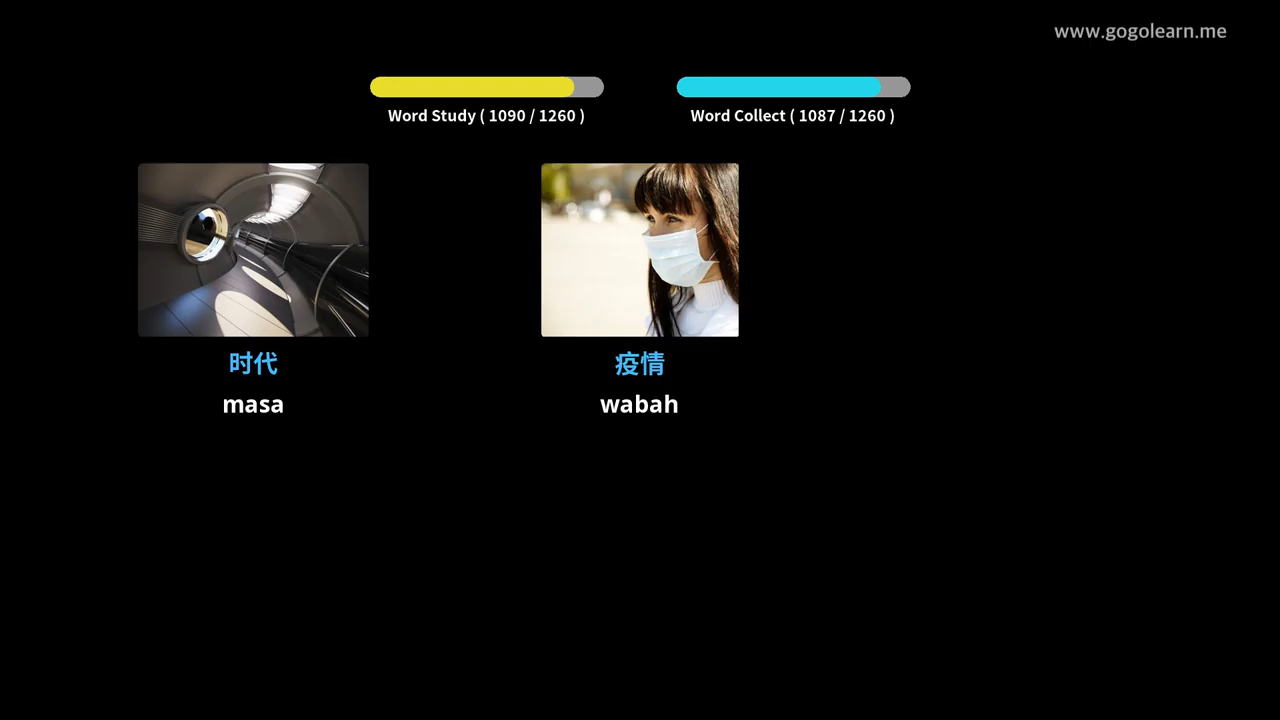 www.gogolearn.me
Word Study ( 1090 / 1260 )
Word Collect ( 1087 / 1260 )
时代
masa
疫情
wabah